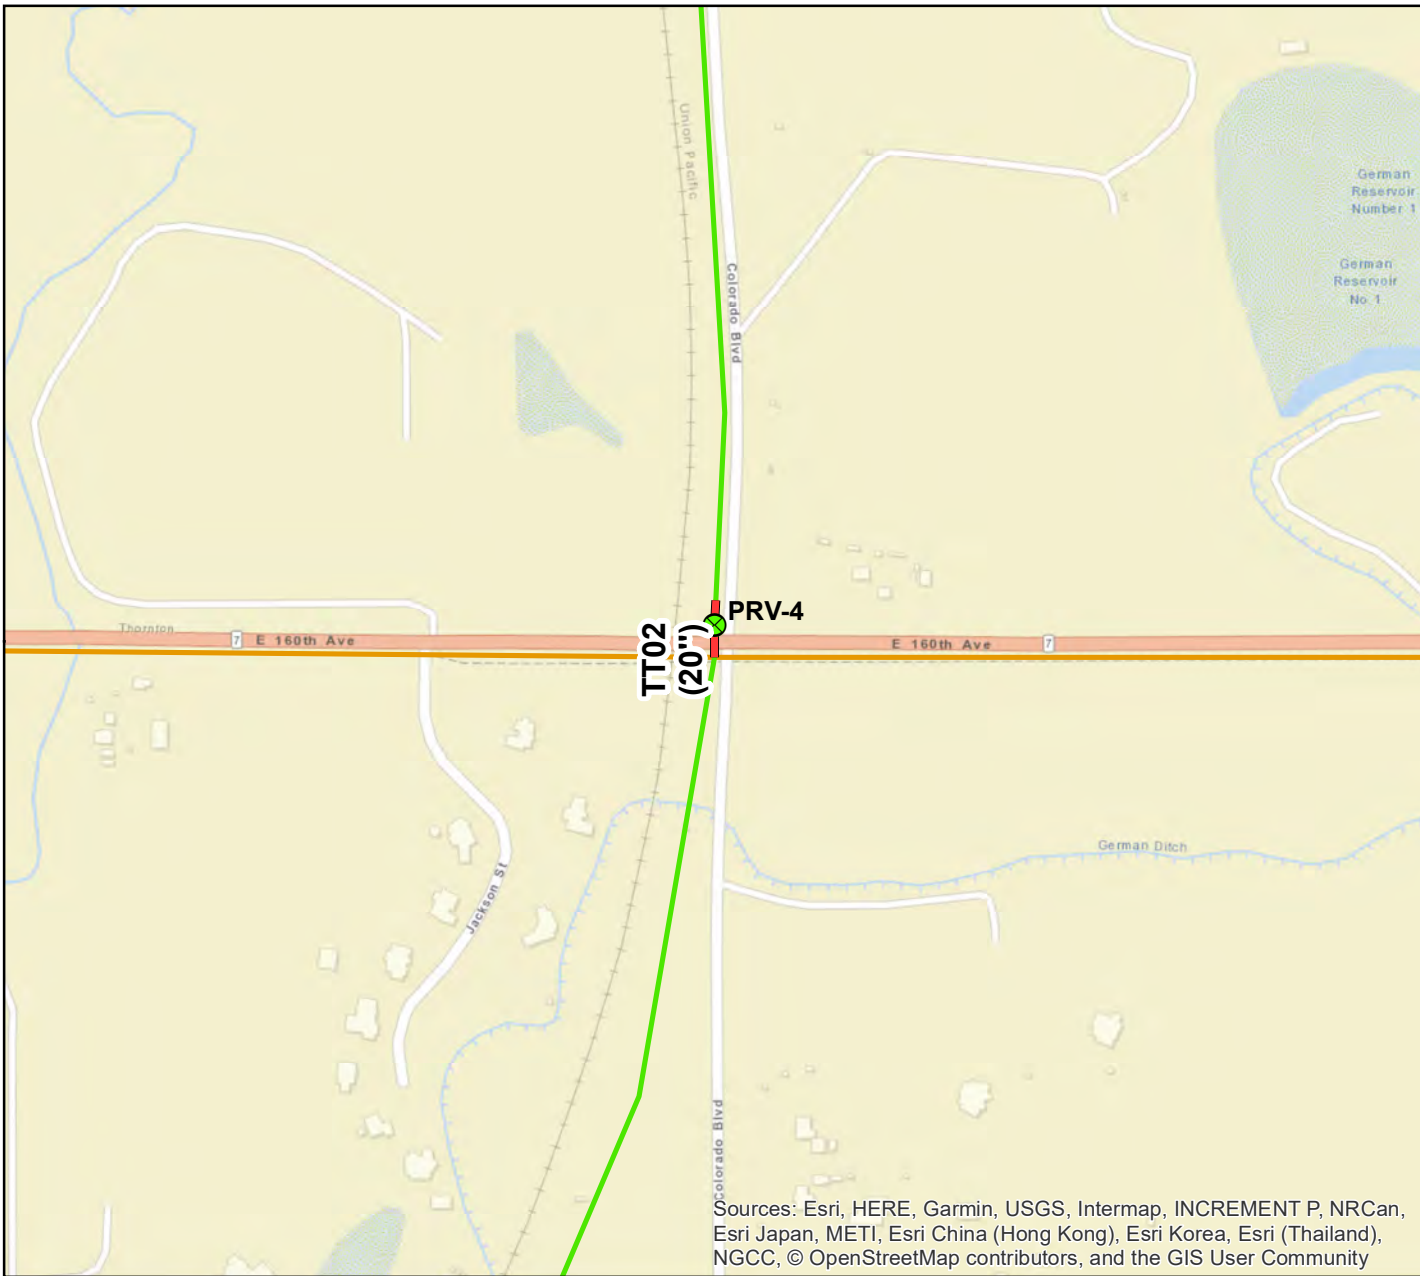 Union Pacific
German
Reservoir
Number 1
German
Reservoir
No 1
Colorado Blvd
PRV-4
TT02
(20")
Thornton
7
E 160th Ave
E 160th Ave
7
German Ditch
Jackson St
Colorado Blvd
Sources: Esri, HERE, Garmin, USGS, Intermap, INCREMENT P, NRCan,
Esri Japan, METI, Esri China (Hong Kong), Esri Korea, Esri (Thailand),
NGCC, © OpenStreetMap contributors, and the GIS User Community